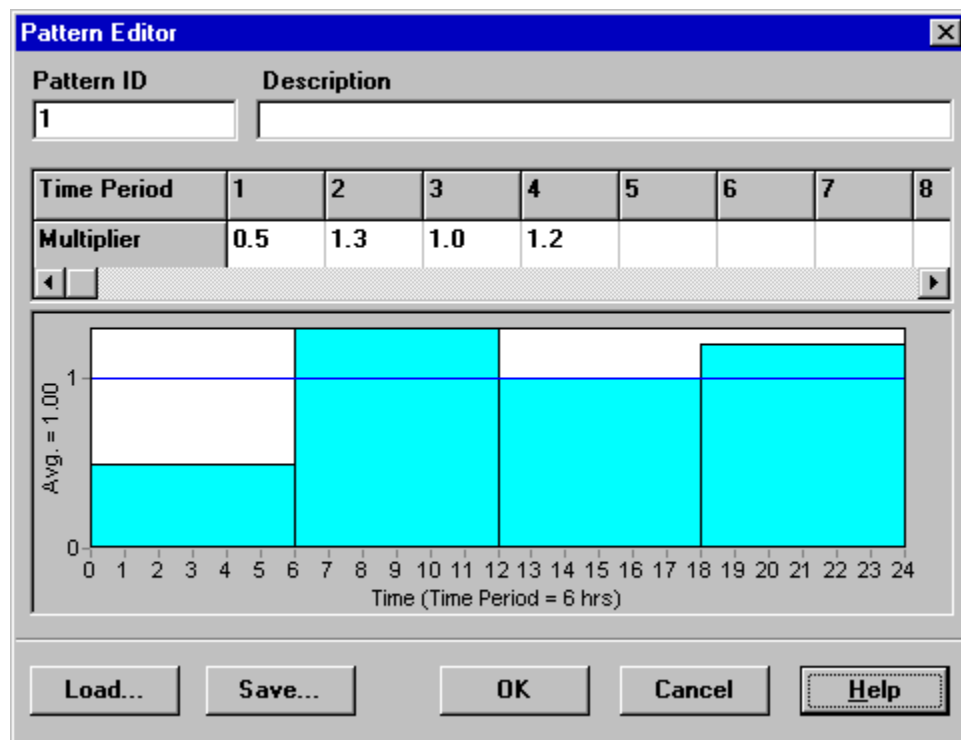 Pattern Editor
Pattern ID Description
1
Time Period 1 2 3 4 5 6 7 8
Multiplier 0.5 1.3 1.0 1.2
Avg. = 1.00
1
0
0 1 2 3 4 5 6 7 8 9 10 11 12 13 14 15 16 17 18 19 20 21 22 23 24
Time (Time Period = 6 hrs)
Load... Save... OK Cancel Help